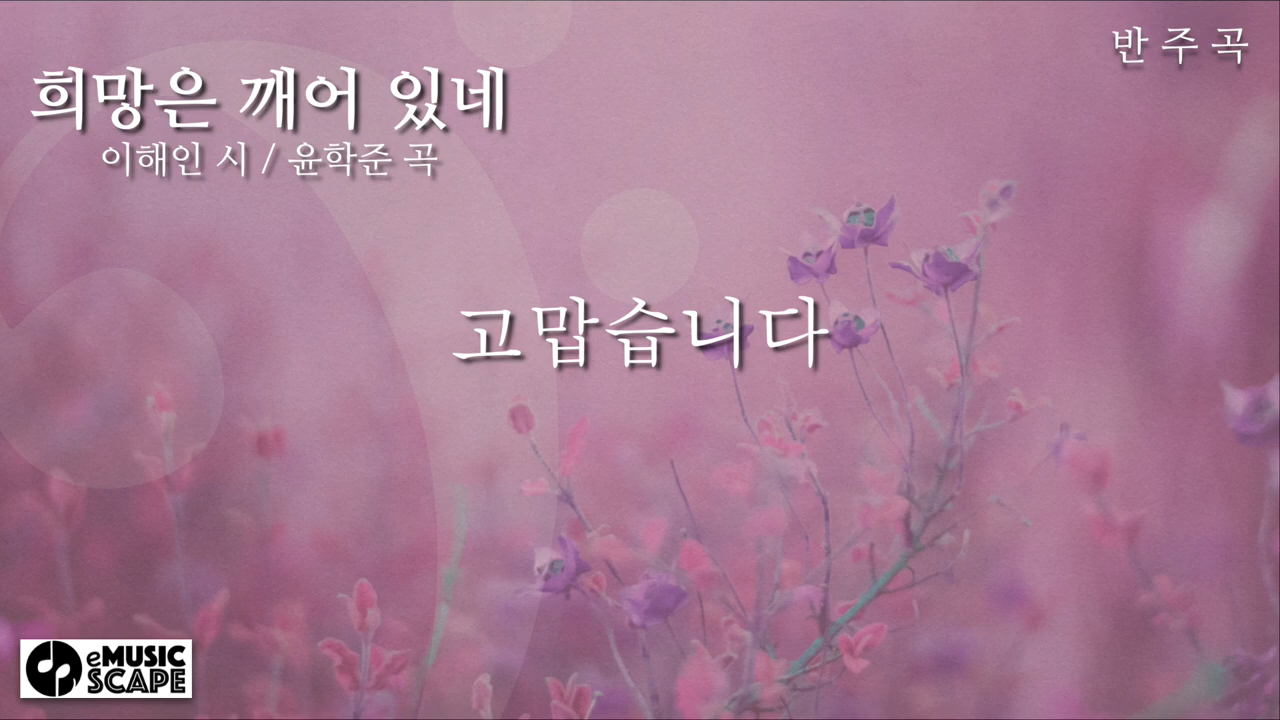 반 주 곡
희망은 깨어 있네
이해인 시 / 윤학준 곡
고맙습니다
eMUSIC
SCAPE